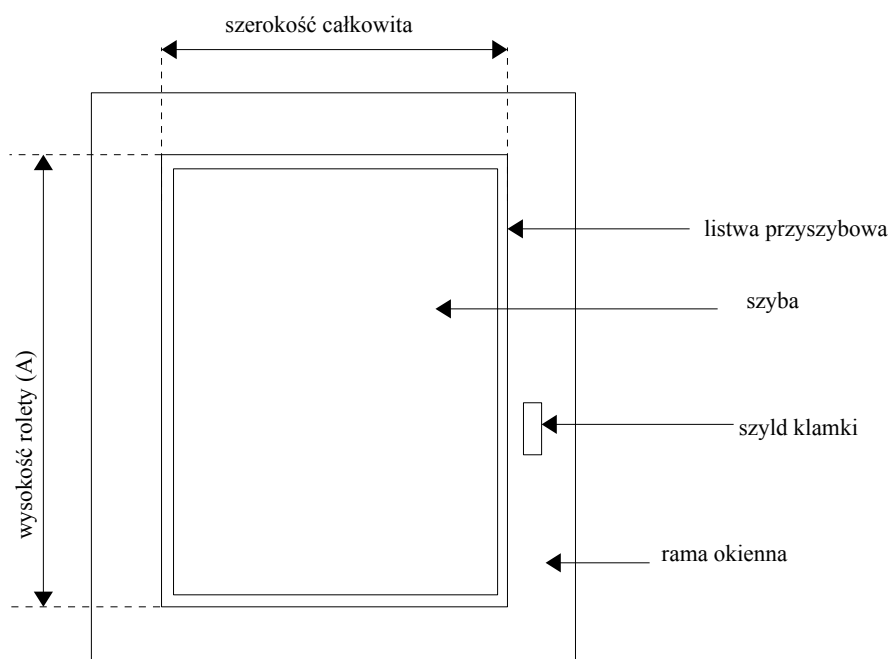 szerokość całkowita
listwa przyszybowa
szyba
wysokość rolety (A)
szyld klamki
rama okienna